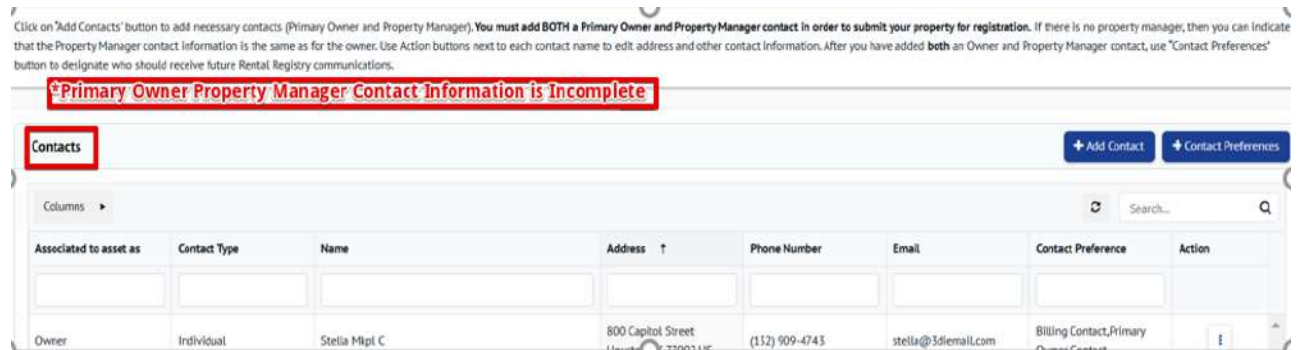 Click on "Add Contacts' button to add necessary contacts (Primary Owner and Property Manager). You must add BOTH a Primary Owner and Property Manager contact in order to submit your property for registration. If there is no property manager, then you can indicate
that the Property Manager contact information is the same as for the owner. Use Action buttons next to each contact name to edit address and other contact information. After you have added both an Owner and Property Manager contact, use "Contact Preferences"
button to designate who should receive future Rental Registry communications.
*Primary Owner Property Manager Contact Information is Incomplete
Contacts
+ Add Contact
+ Contact Preferences
Columns
Search...
Associated to asset as Contact Type Name Address ↑ Phone Number Email Contact Preference Action
Owner Individual Stella Mkpl C 800 Capitol Street (152) 909-4743 stella@3diemail.com Billing Contact,Primary
77002 US Owner Contact